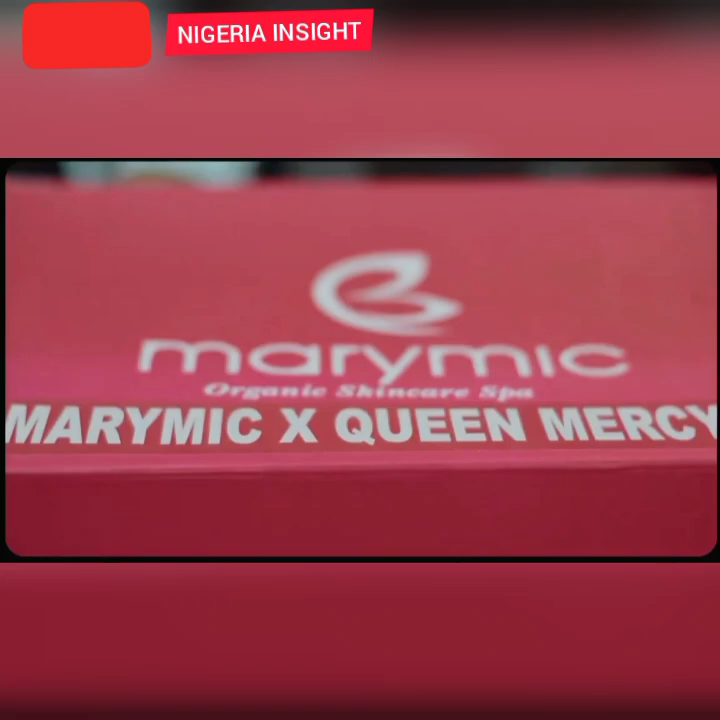 NIGERIA INSIGHT
marymic
Organic Skincare Spa
MARYMIC X QUEEN MERCY